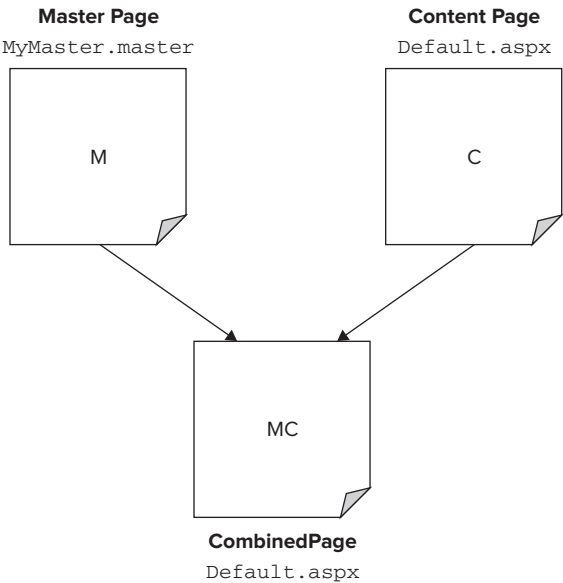 Master Page
MyMaster.master
Content Page
Default.aspx
M
C
MC
CombinedPage
Default.aspx